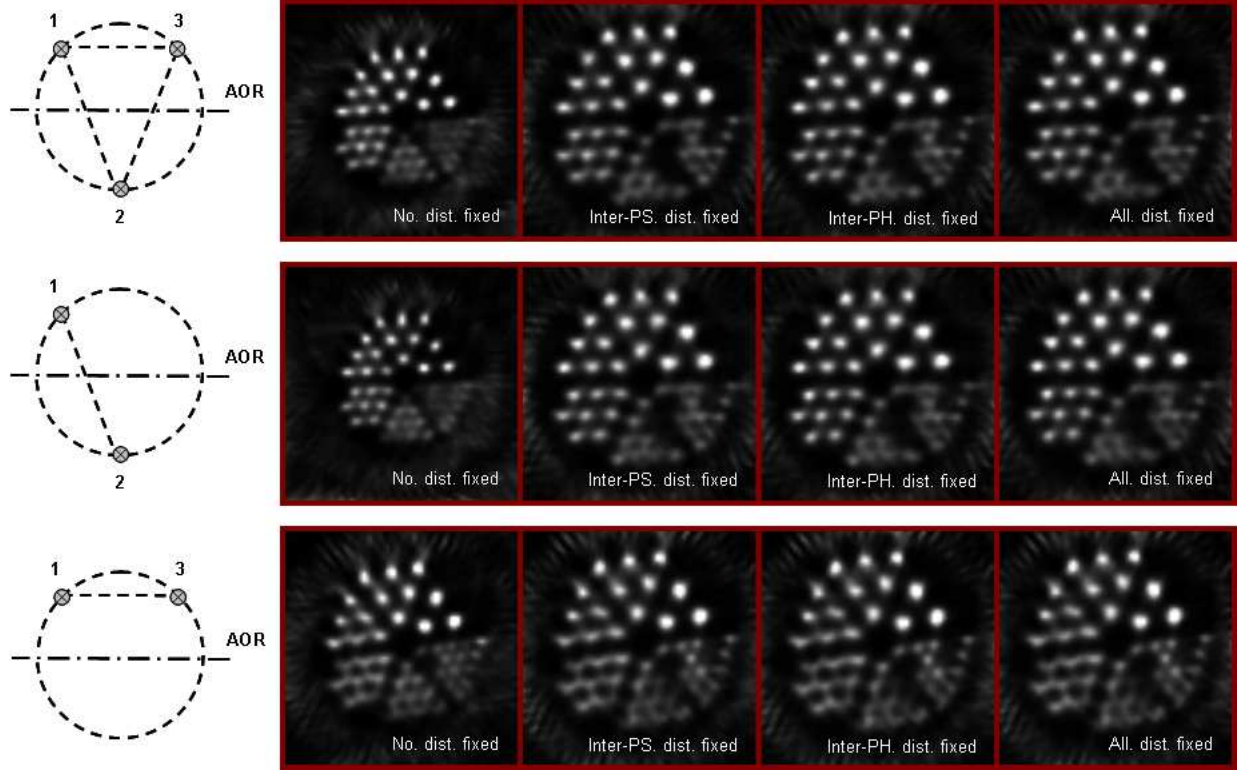 1 3
AOR
2
No. dist. fixed Inter-PS. dist. fixed Inter-PH. dist. fixed All. dist. fixed
1
AOR
2
No. dist. fixed Inter-PS. dist. fixed Inter-PH. dist. fixed All. dist. fixed
1 3
AOR
No. dist. fixed Inter-PS. dist. fixed Inter-PH. dist. fixed All. dist. fixed